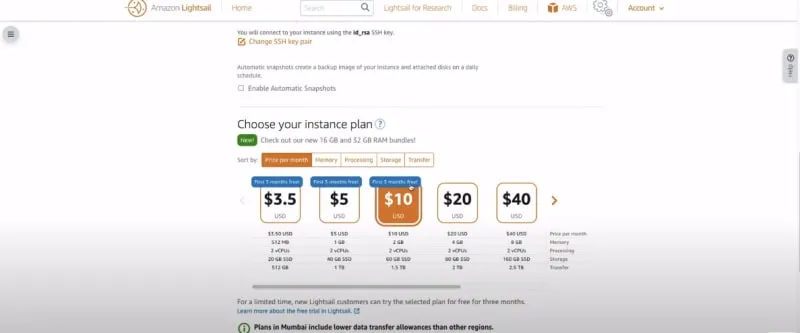 Amazon Lightsail
Home
Search
Lightsail for Research
Docs
Billing
AWS
Account
You will connect to your instance using the id_rsa SSH key.
Change SSH key pair
Automatic snapshots create a backup image of your instance and attached disks on a daily
schedule.
Enable Automatic Snapshots
Help
Choose your instance plan ?
New! Check out our new 16 GB and 32 GB RAM bundles!
Sort by: Price per month Memory Processing Storage Transfer
First 3 months free! First 3 months free! First 3 months free!
$3.5 $5 $10 $20 $40
USD USD USD USD USD
$3.50 USD $5 USD $10 USD $20 USD $40 USD Price per month
512 MB 1 GB 2 GB 4 GB 8 GB Memory
2 vCPUs 2 vCPUs 2 vCPUs 2 vCPUs 2 vCPUs Processing
20 GB SSD 40 GB SSD 60 GB SSD 80 GB SSD 160 GB SSD Storage
512 GB 1 TB 1.5 TB 2 TB 2.5 TB Transfer
For a limited time, new Lightsail customers can try the selected plan for free for three months.
Learn more about the free trial in Lightsail.
Plans in Mumbai include lower data transfer allowances than other regions.